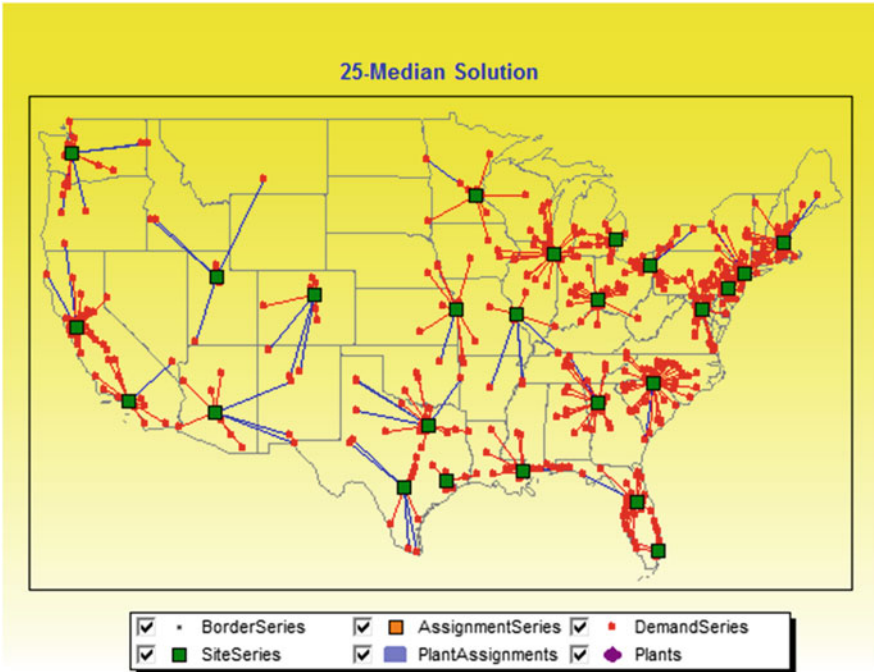 25-Median Solution
BorderSeries AssignmentSeries DemandSeries
SiteSeries PlantAssignments Plants